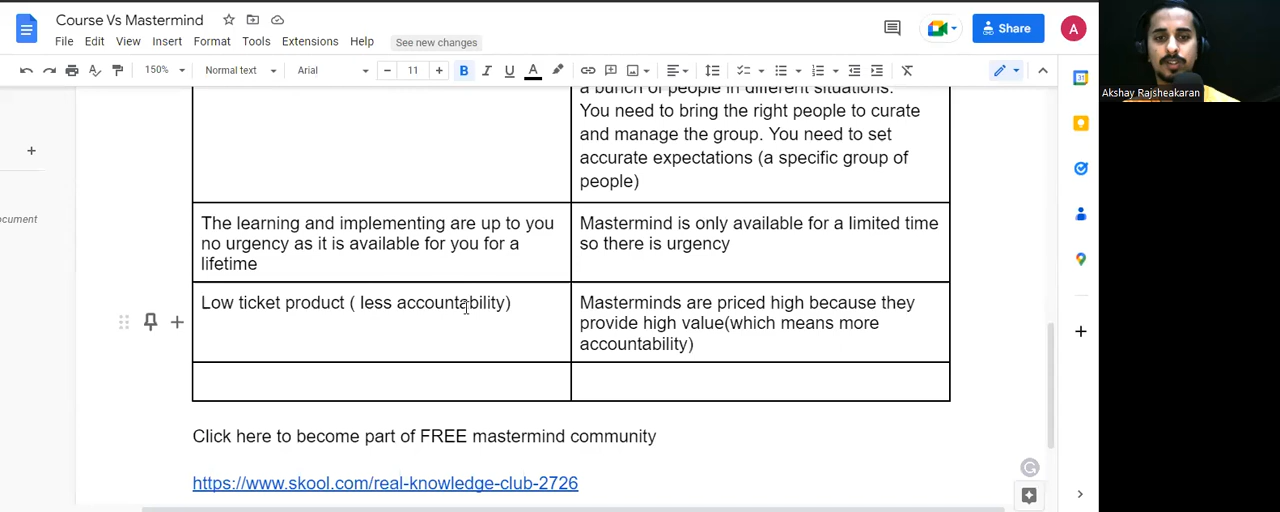 Course Vs Mastermind
File Edit View Insert Format Tools Extensions Help See new changes
Share
A
150% Normal text Arial 11 B I U A
31
Akshay Rajsheakaran
a bunch of people in different situations.
You need to bring the right people to curate
and manage the group. You need to set
accurate expectations (a specific group of
people)
ocument
The learning and implementing are up to you
no urgency as it is available for you for a
lifetime
Mastermind is only available for a limited time
so there is urgency
Low ticket product ( less accountability)
Masterminds are priced high because they
provide high value(which means more
accountability)
Click here to become part of FREE mastermind community
https://www.skool.com/real-knowledge-club-2726